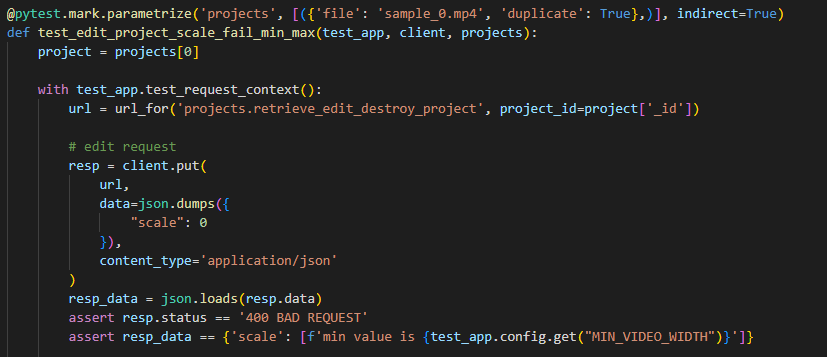 @pytest.mark.parametrize('projects', [({'file': 'sample_0.mp4', 'duplicate': True},)], indirect=True)
def test_edit_project_scale_fail_min_max(test_app, client, projects):
    project = projects[0]

    with test_app.test_request_context():
        url = url_for('projects.retrieve_edit_destroy_project', project_id=project['_id'])

        # edit request
        resp = client.put(
            url,
            data=json.dumps({
                "scale": 0
            }),
            content_type='application/json'
        )
        resp_data = json.loads(resp.data)
        assert resp.status == '400 BAD REQUEST'
        assert resp_data == {'scale': [f'min value is {test_app.config.get("MIN_VIDEO_WIDTH")}']}